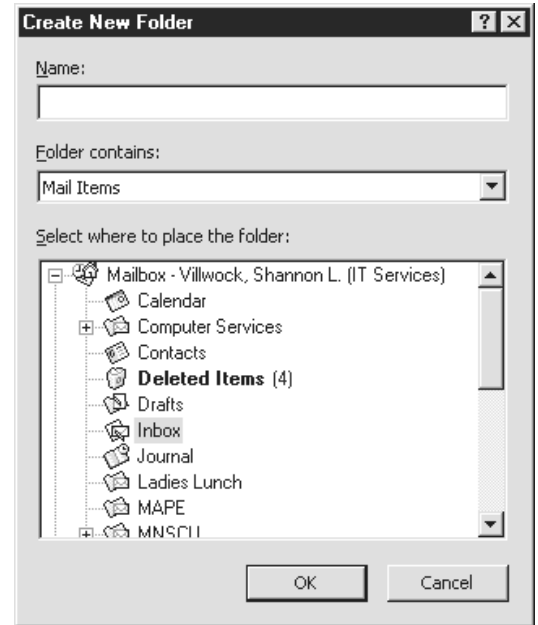 Create New Folder
Name:
Folder contains:
Mail Items
Select where to place the folder:
Mailbox - Villwock, Shannon L. (IT Services)
Calendar
Computer Services
Contacts
Deleted Items (4)
Drafts
Inbox
Journal
Ladies Lunch
MAPE
MNSCU
OK Cancel